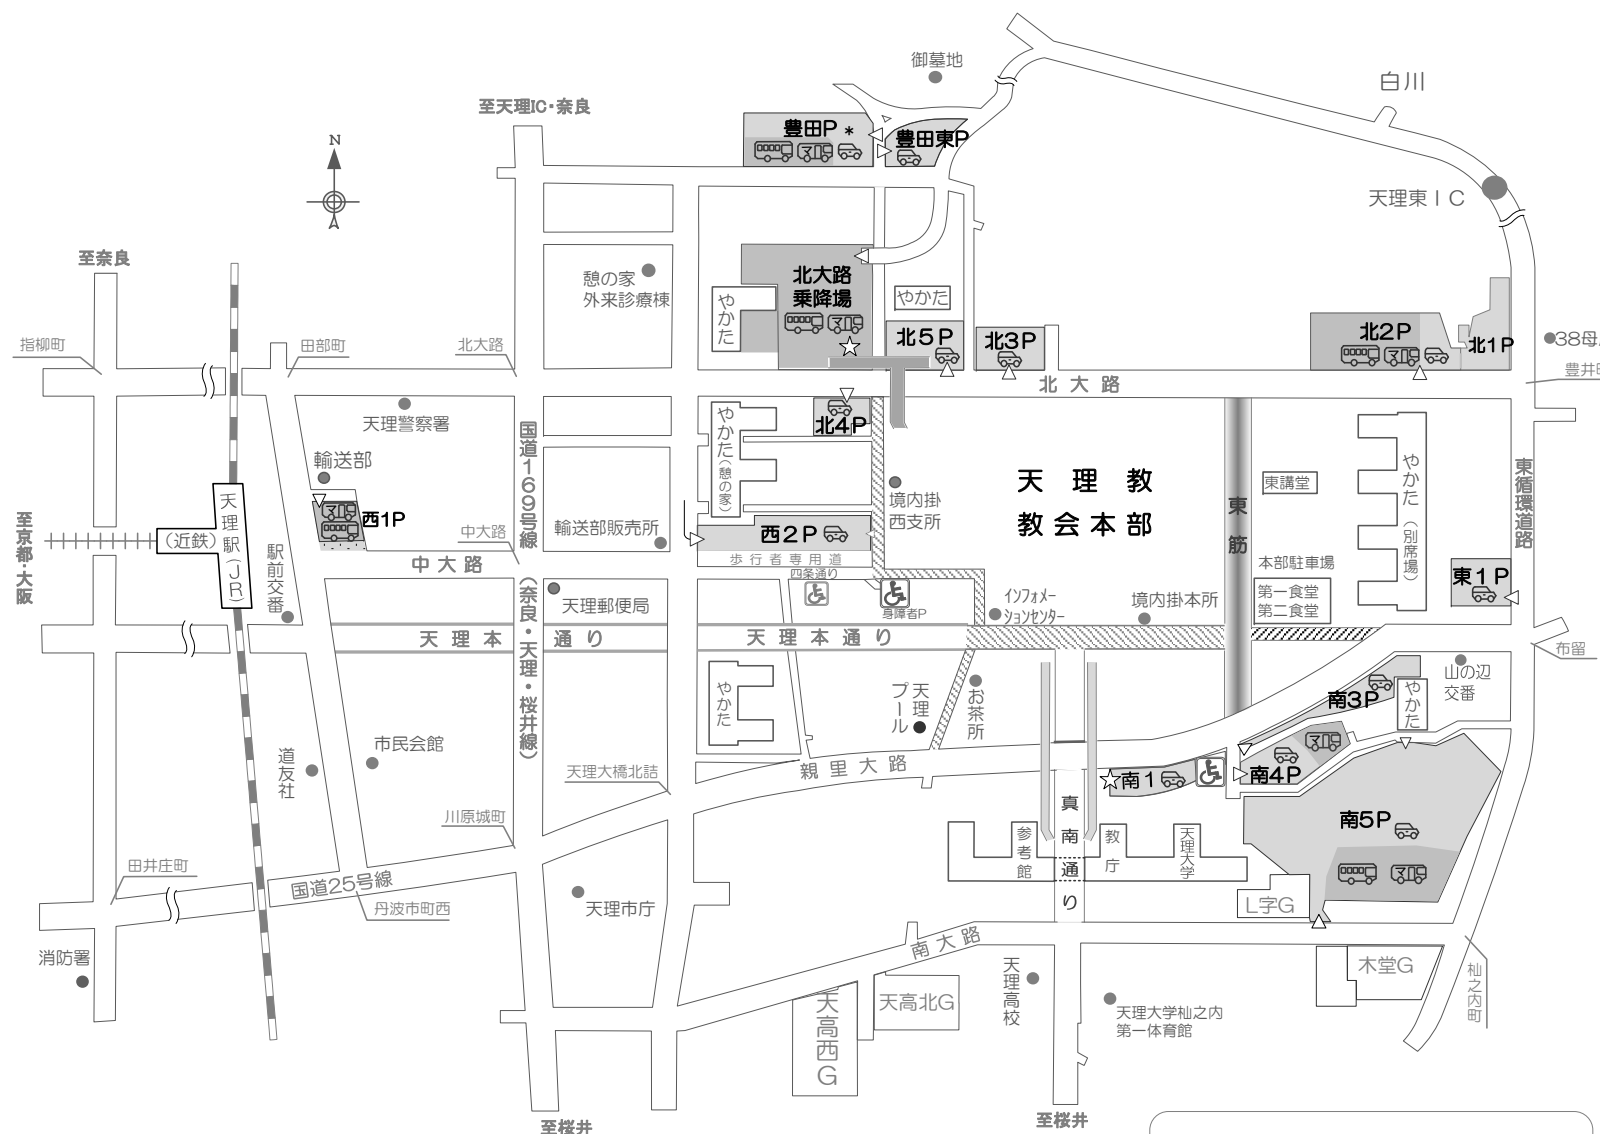 御墓地
白川
至天理IC・奈良
豊田P *
マ
豊田東P
N
天理東IC
至奈良
憩の家
外来診療棟
やかた
北大路
乗降場
マ
やかた
北5P
北3P
北2P
マ
北1P
38母
豊井
指柳町
田部町
北大路
北大路
天理警察署
北4P
やかた(憩の家)
国道169号線(奈良・天理・桜井線)
輸送部
マ
西1P
境内掛
西支所
天理教
教会本部
東筋
東講堂
やかた(別席場)
東循環道路
至京都・大阪
(近鉄)
天理駅(JR)
駅前交番
中大路
中大路
輸送部販売所
西2P
歩行者専用道
四条通り
身障者P
本部駐車場
第一食堂
第二食堂
東1P
天理郵便局
インフォメー
ションセンター
境内掛本所
天理本通り
天理本通り
布留
やかた
天理プール
お茶所
山の辺
交番
南3P
やかた
道友社
市民会館
天理大橋北詰
親里大路
南1
マ
南4P
川原城町
真南通り
参考館
教庁
天理大学
南5P
マ
田井庄町
国道25号線
丹波市町西
天理市庁
L字G
消防署
南大路
天理高校
木堂G
杣之内町
天高西G
天高北G
天理大学杣之内
第一体育館
至桜井
至桜井